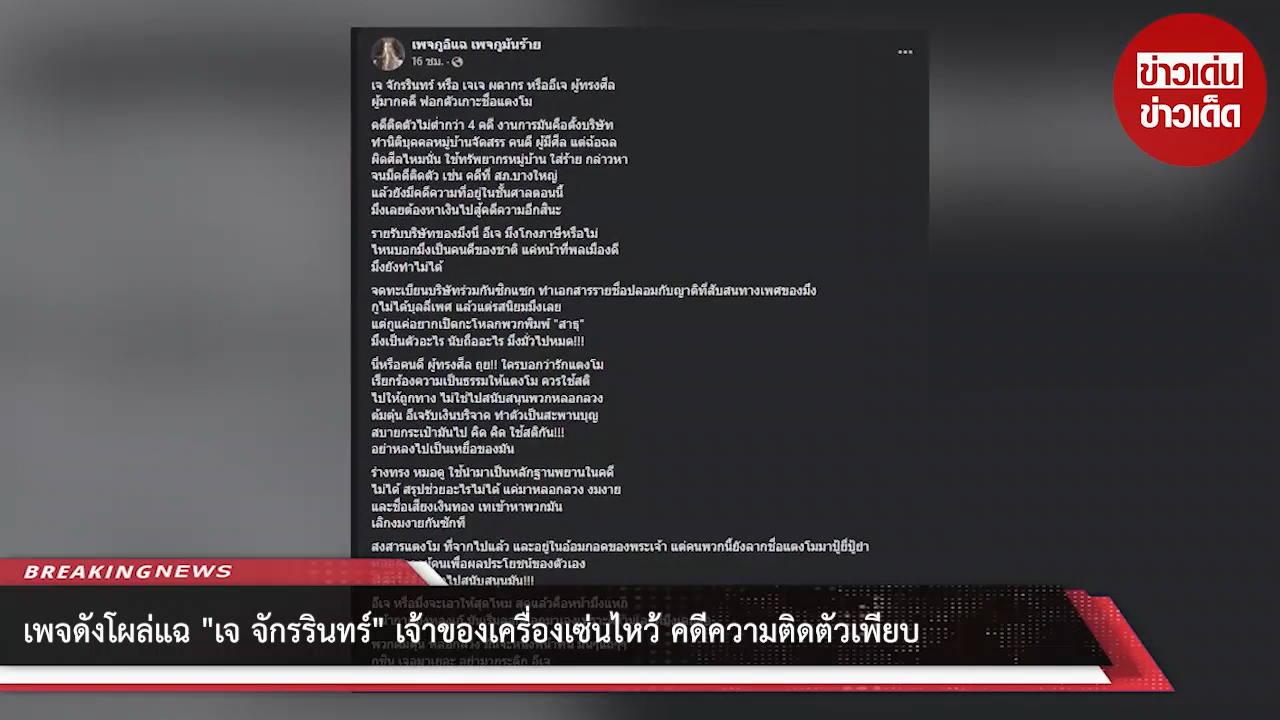 เพจกูอิแฉ เพจกูมันร้าย
16 ชม.
ข่าวเด่น
ข่าวเด็ด
เจ จักรรินทร์ หรือ เจเจ ผดากร หรืออีเจ ผู้ทรงศีล
ผู้มากคดี ฟอกตัวเกาะชื่อแตงโม
คดีติดตัวไม่ต่ำกว่า 4 คดี งานการมันคือตั้งบริษัท
ทำนิติบุคคลหมู่บ้านจัดสรร คนดี ผู้มีศีล แต่ฉ้อฉล
ผิดศีลไหมนั่น ใช้ทรัพยากรหมู่บ้าน ใส่ร้าย กล่าวหา
จนมีคดีติดตัว เช่น คดีที่ สภ.บางใหญ่
แล้วยังมีคดีความที่อยู่ในชั้นศาลตอนนี้
มึงเลยต้องหาเงินไปสู้คดีความอีกสินะ
รายรับบริษัทของมึงนี่ อีเจ มึงโกงภาษีหรือไม่
ไหนบอกมึงเป็นคนดีของชาติ แค่หน้าที่พลเมืองดี
มึงยังทำไม่ได้
จดทะเบียนบริษัทร่วมกันซิกแซก ทำเอกสารรายชื่อปลอมกับญาติที่สับสนทางเพศของมึง
กูไม่ได้บุลลี่เพศ แล้วแต่รสนิยมมึงเลย
แต่กูแค่อยากเปิดกะโหลกพวกพิมพ์ "สาธุ"
มึงเป็นตัวอะไร นับถืออะไร มึงมั่วไปหมด!!!
นี่หรือคนดี ผู้ทรงศีล ถุย!! ใครบอกว่ารักแตงโม
เรียกร้องความเป็นธรรมให้แตงโม ควรใช้สติ
ไปให้ถูกทาง ไม่ใช่ไปสนับสนุนพวกหลอกลวง
ต้มตุ๋น อีเจรับเงินบริจาค ทำตัวเป็นสะพานบุญ
สบายกระเป๋ามันไป คิด คิด ใช้สติกัน!!!
อย่าหลงไปเป็นเหยื่อของมัน
ร่างทรง หมอดู ใช้นำมาเป็นหลักฐานพยานในคดี
ไม่ได้ สรุปช่วยอะไรไม่ได้ แค่มาหลอกลวง งมงาย
และชื่อเสียงเงินทอง เทเข้าหาพวกมัน
เลิกงมงายกันซักที
สงสารแตงโม ที่จากไปแล้ว และอยู่ในอ้อมกอดของพระเจ้า แต่คนพวกนี้ยังลากชื่อแตงโมมาปู้ยี่ปู้ยำ
คนเพื่อผลประโยชน์ของตัวเอง
ไปสนับสนุนมัน!!!
BREAKINGNEWS
เพจดังโผล่แฉ "เจ จักรรินทร์" เจ้าของเครื่องเซ่นไหว้ คดีความติดตัวเพียบ